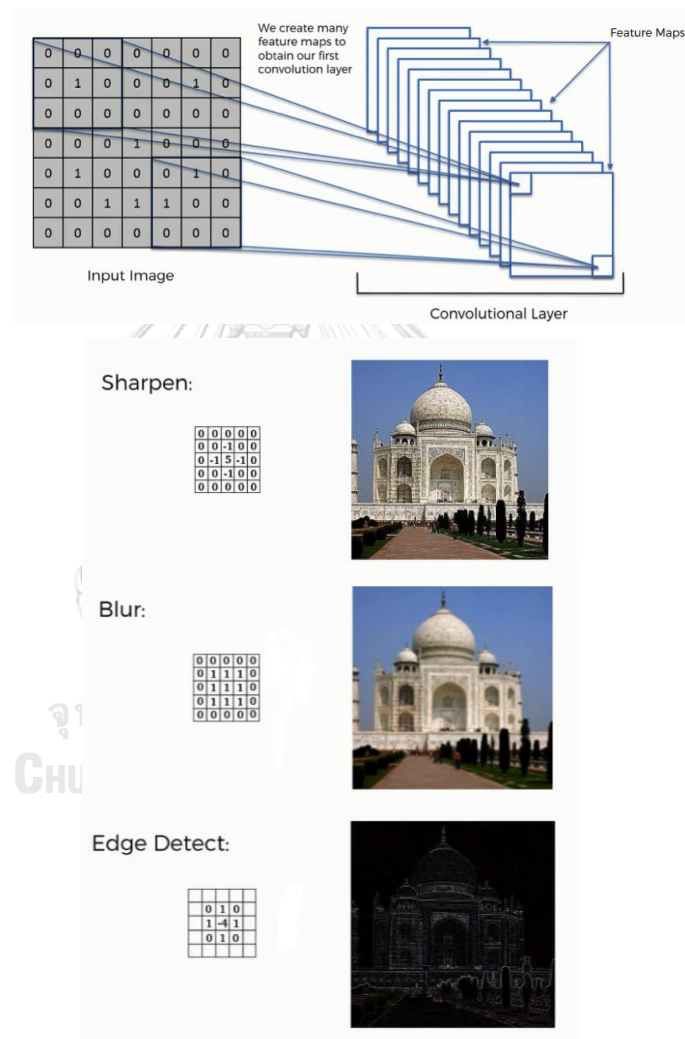 We create many
feature maps to
obtain our first
convolution layer
Feature Maps
0 0 0 0 0 0 0
0 1 0 0 0 1 0
0 0 0 0 0 0 0
0 0 0 1 0 0 0
0 1 0 0 0 1 0
0 0 1 1 1 0 0
0 0 0 0 0 0 0
Input Image
Convolutional Layer
Sharpen:
0 0 0 0 0
0 0 -1 0 0
0 -1 5 -1 0
0 0 -1 0 0
0 0 0 0 0
Blur:
0 0 0 0 0
0 1 1 1 0
0 1 1 1 0
0 1 1 1 0
0 0 0 0 0
CHU
Edge Detect:
0 1 0
1 -4 1
0 1 0